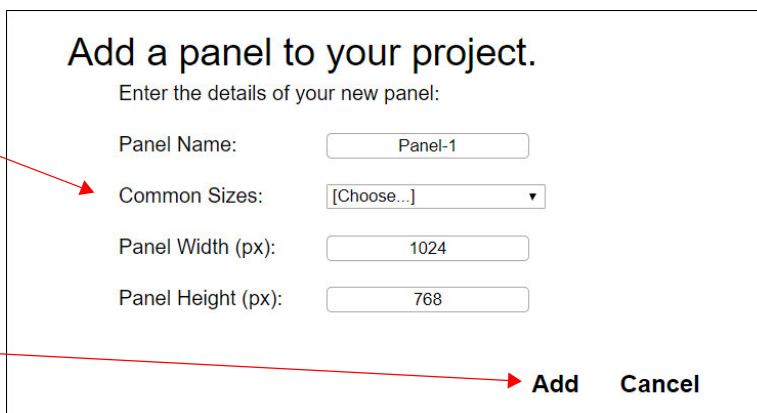 Add a panel to your project.
Enter the details of your new panel:
Panel Name: Panel-1
Common Sizes: [Choose...] ▼
Panel Width (px): 1024
Panel Height (px): 768
Add Cancel